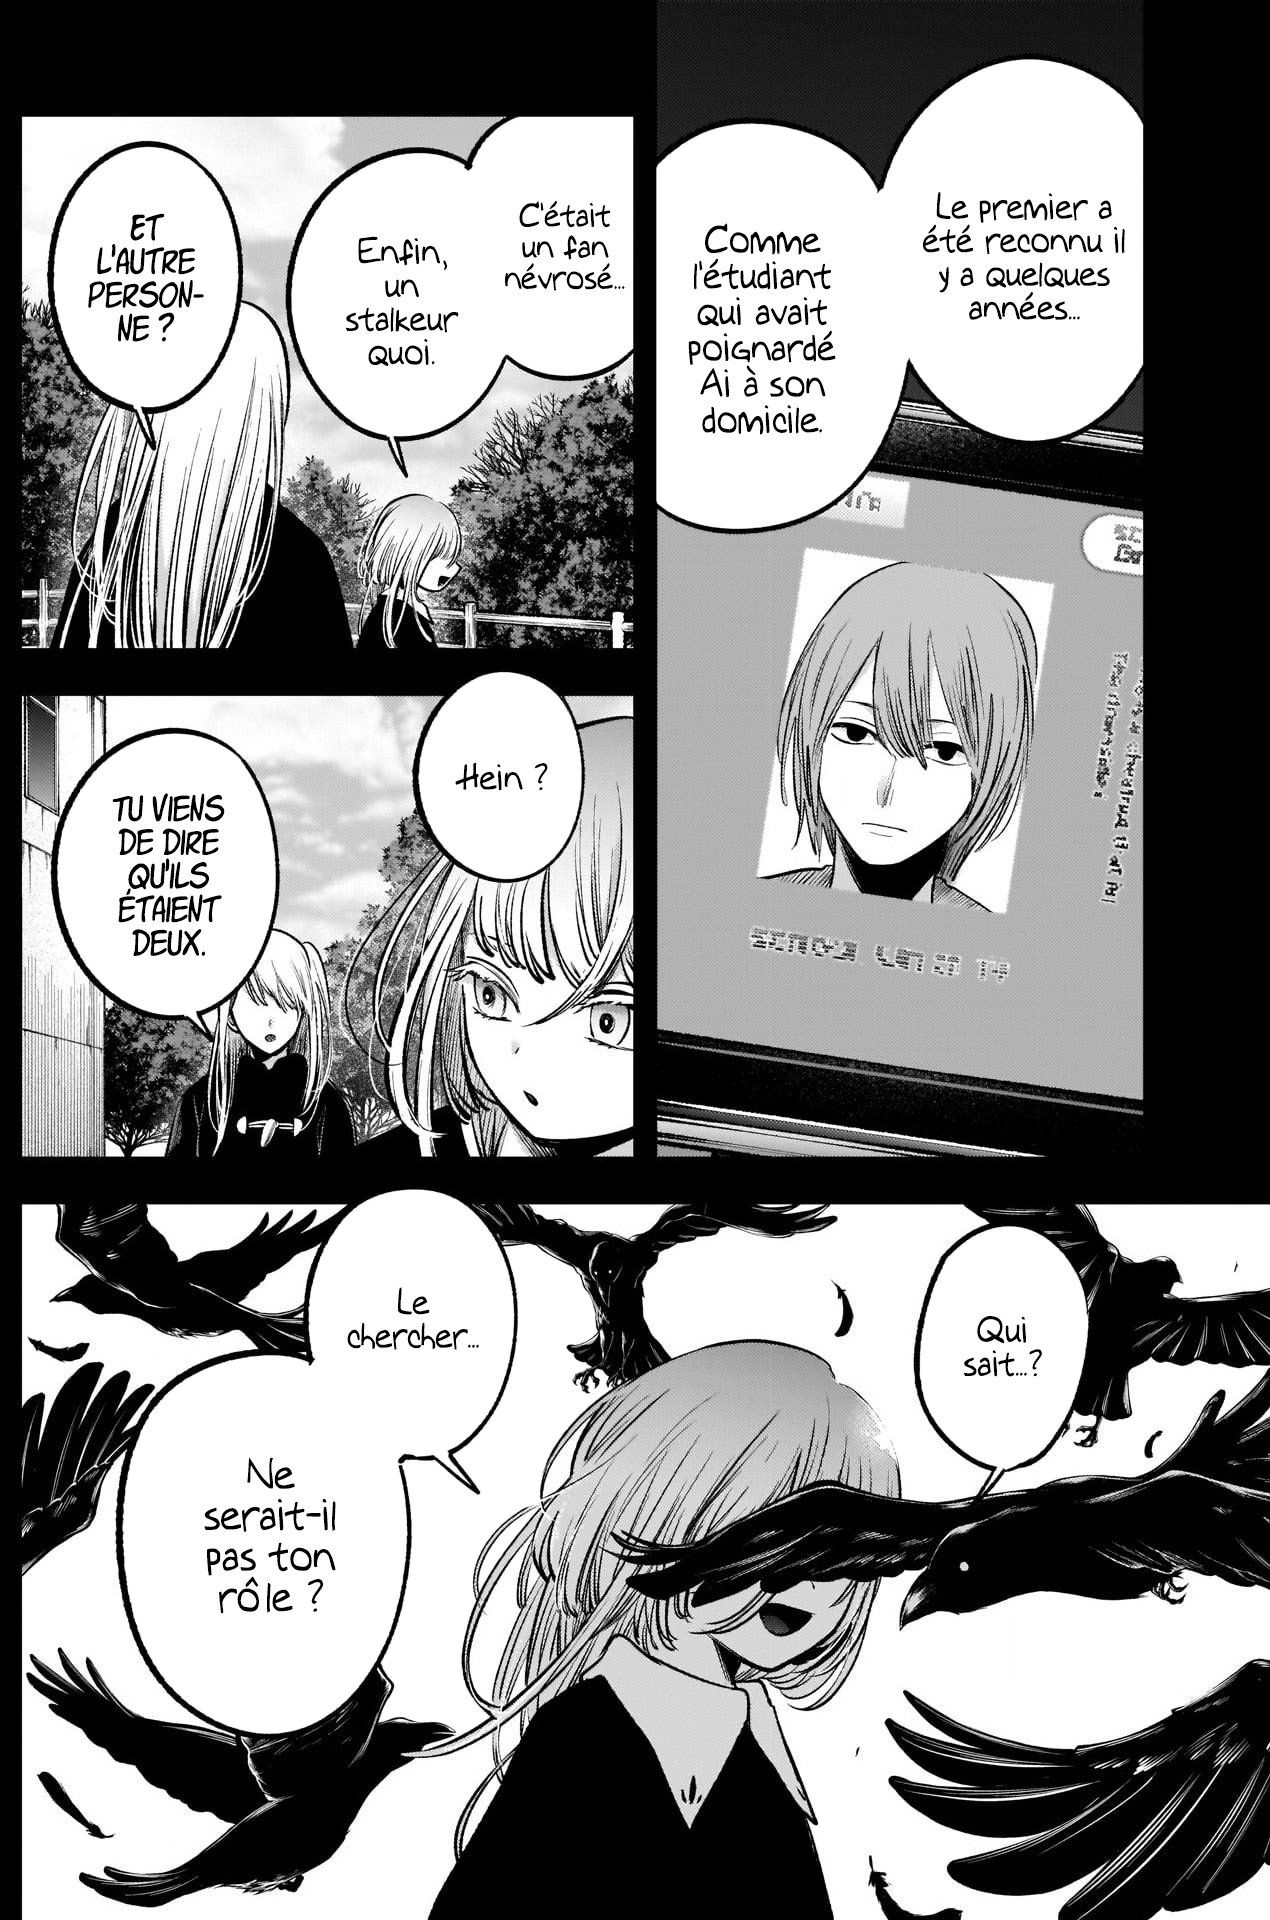 Le premier a
été reconnu il
y a quelques
années...
Comme
l'étudiant
qui avait
poignardé
Ai à son
domicile.
C'était
un fan
névrosé...
Enfin,
un
stalkeur
quoi.
ET
L'AUTRE
PERSON-
NE ?
Hein ?
TU VIENS
DE DIRE
QU'ILS
ÉTAIENT
DEUX.
Qui
sait...?
Le
chercher...
Ne
serait-il
pas ton
rôle ?